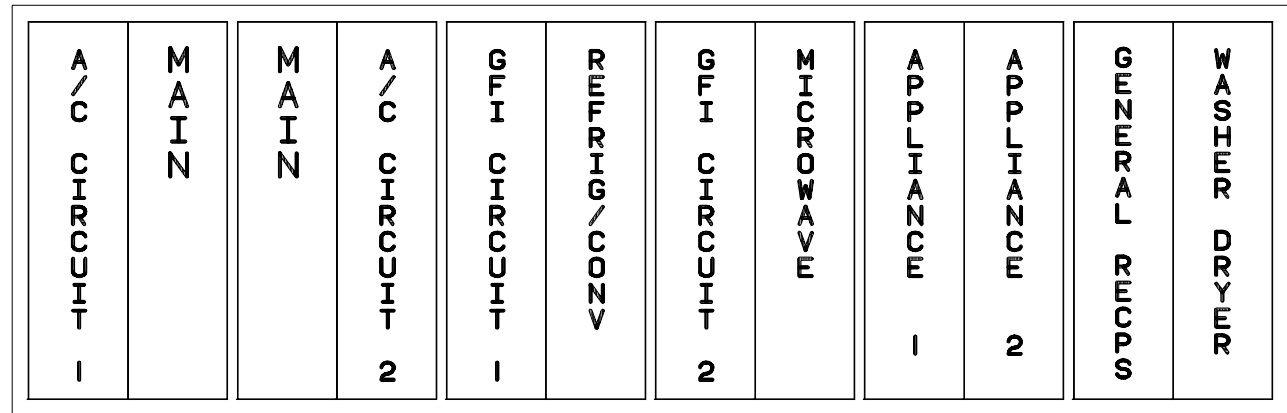 A/C CIRCUIT 1
MAIN
MAIN
A/C CIRCUIT 2
GFI CIRCUIT 1
REFRIG/CONV
GFI CIRCUIT 2
MICROWAVE
APPLIANCE 1
APPLIANCE 2
GENERAL RECPS
WASHER DRYER